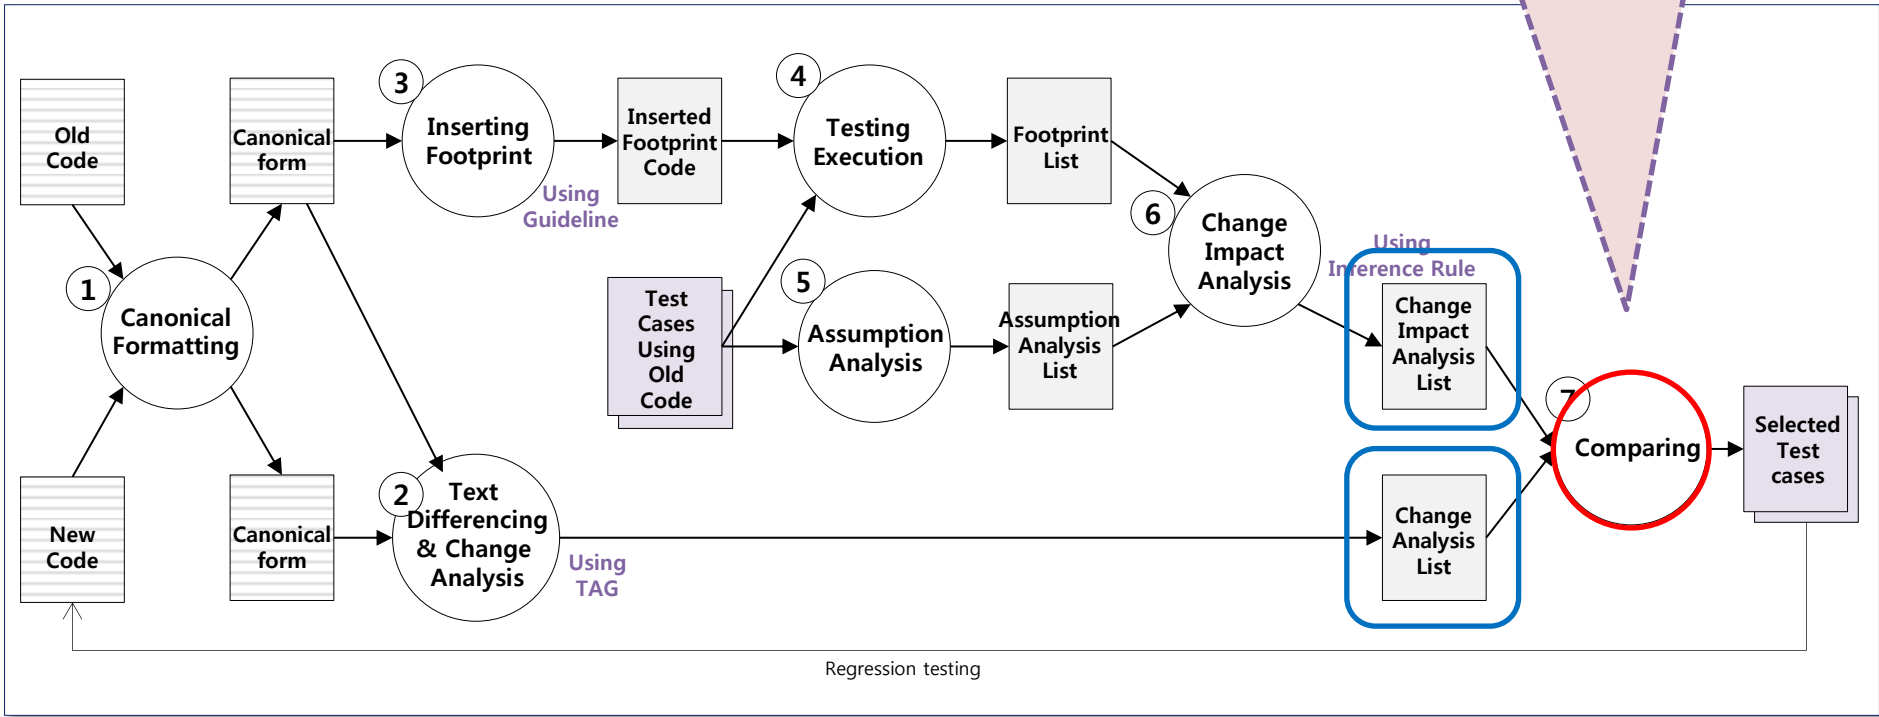 Old
Code
Canonical
form
3
Inserting
Footprint
Using
Guideline
Inserted
Footprint
Code
4
Testing
Execution
Footprint
List
1
Canonical
Formatting
Test
Cases
Using
Old
Code
5
Assumption
Analysis
Assumption
Analysis
List
6
Change
Impact
Analysis
Using
Inference Rule
Change
Impact
Analysis
List
7
Comparing
Selected
Test
cases
New
Code
Canonical
form
2
Text
Differencing
& Change
Analysis
Using
TAG
Change
Analysis
List
Regression testing